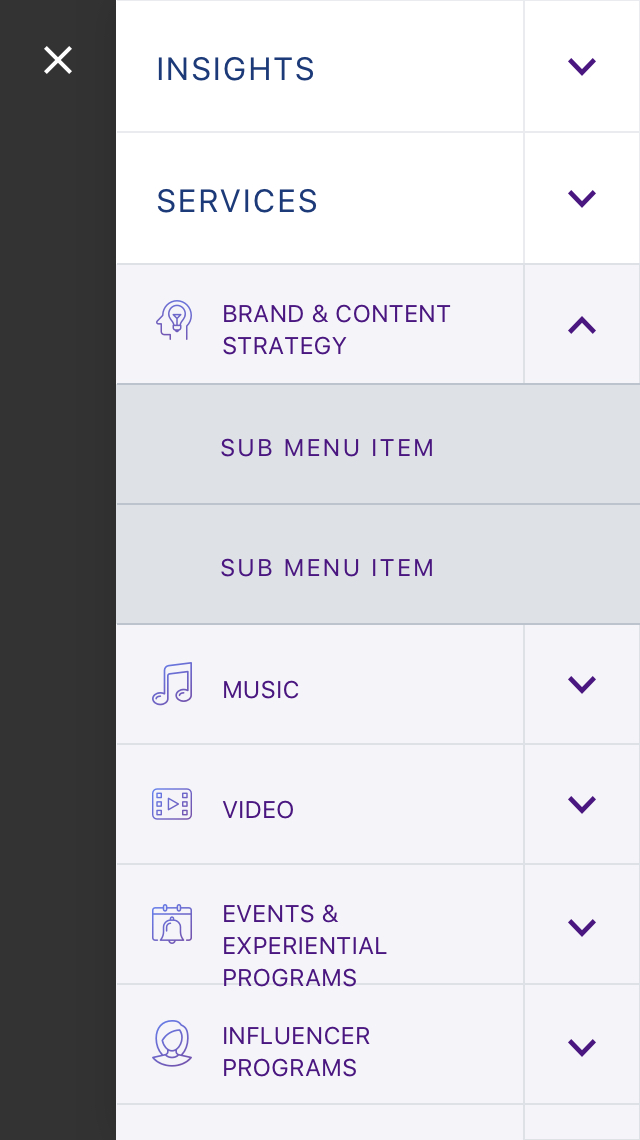 INSIGHTS
SERVICES
BRAND & CONTENT
STRATEGY
SUB MENU ITEM
SUB MENU ITEM
MUSIC
VIDEO
EVENTS &
EXPERIENTIAL
PROGRAMS
INFLUENCER
PROGRAMS